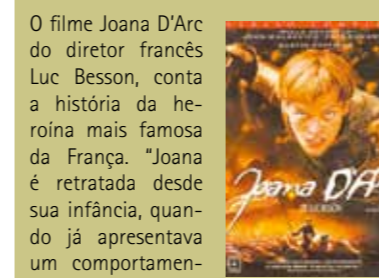 O filme Joana D'Arc
do diretor francês
Luc Besson, conta
a história da he-
roína mais famosa
da França. "Joana
é retratada desde
sua infância, quan-
do já apresentava
um comportamen-
Joana D'A